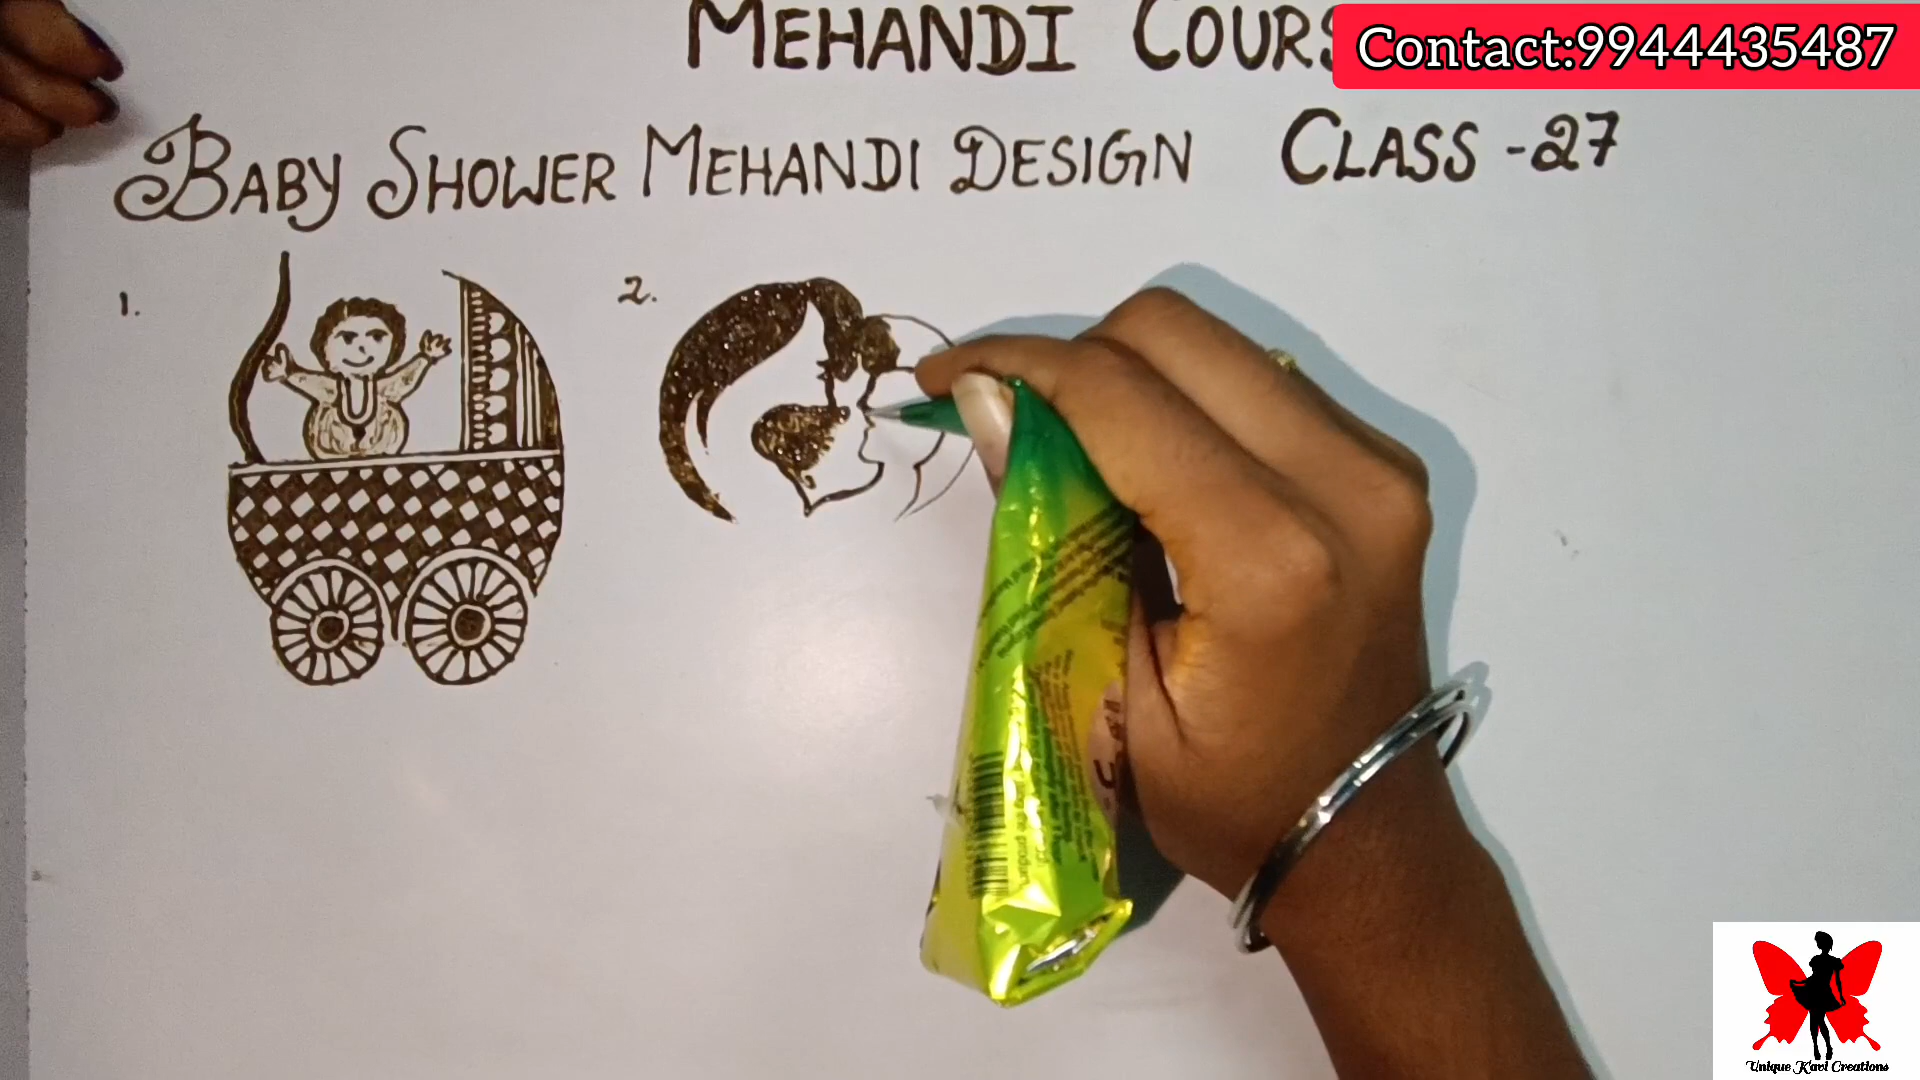 MEHANDI COURS
Contact:9944435487
BABY SHOWER MEHANDI DESIGN CLASS -27
1.
2.
Unique Kavi Creations